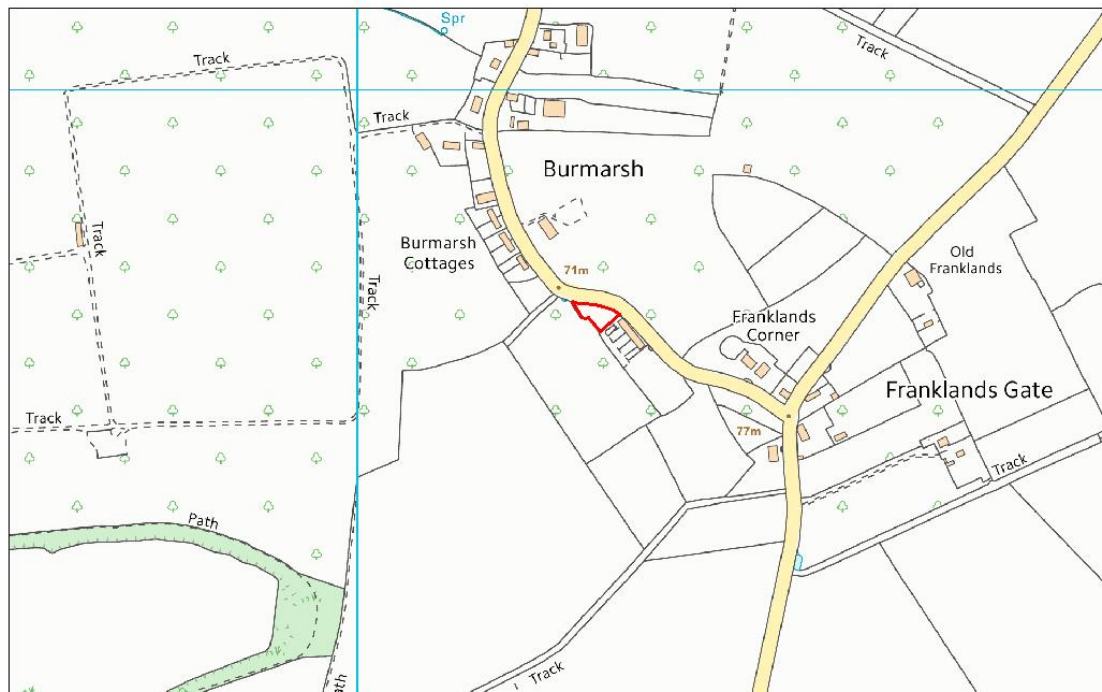 Spr
Track
Track
Track
Burmarsh
Track
Track
Burmarsh
Cottages
71m
Old
Franklands
Franklands
Corner
Franklands Gate
Track
77m
Track
Path
Track
Path